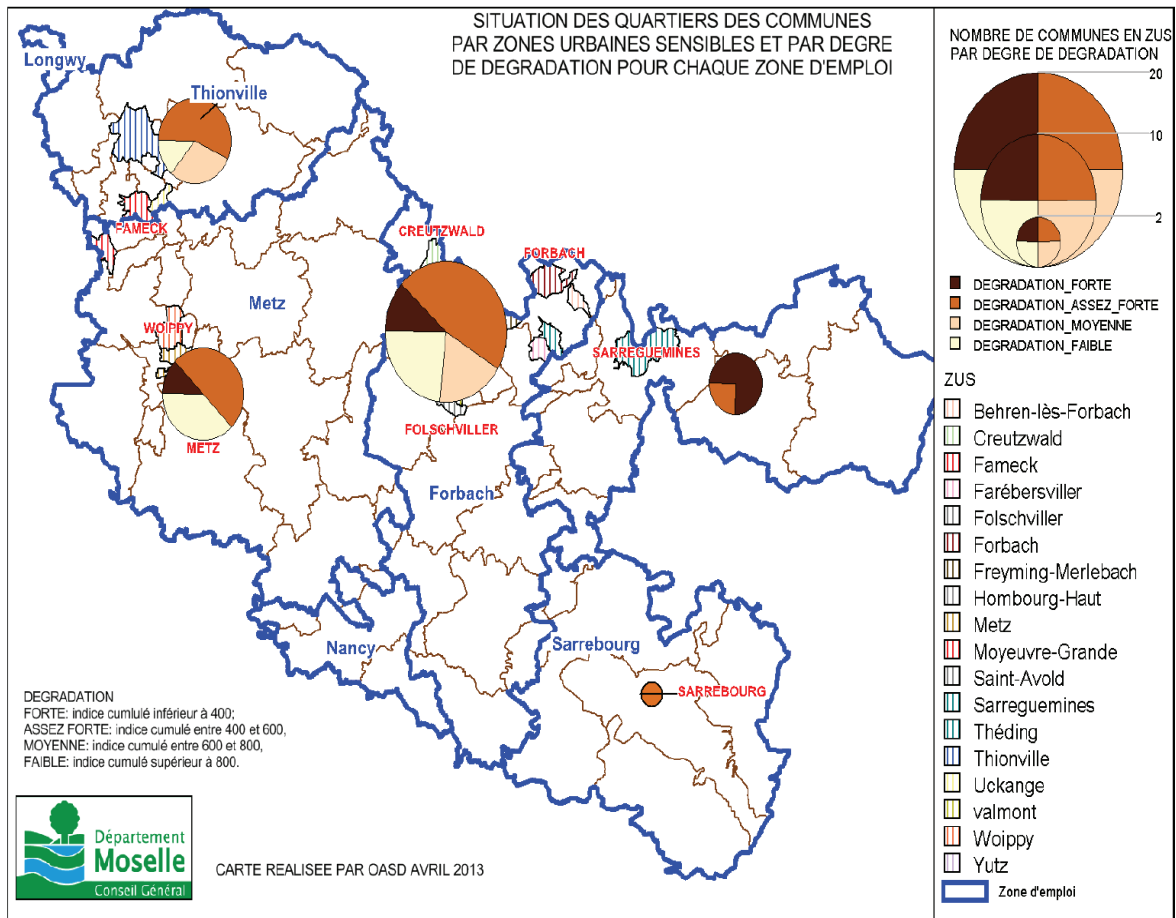 SITUATION DES QUARTIERS DES COMMUNES
PAR ZONES URBAINES SENSIBLES ET PAR DEGRE
DE DEGRADATION POUR CHAQUE ZONE D'EMPLOI
Longwy
Thionville
FAMECK
CREUTZWALD
FORBACH
Metz
WOIPPY
SARREGUEMINES
METZ
FOLSCHVILLER
Forbach
Nancy
Sarrebourg
SARREBOURG
DEGRADATION
FORTE: indice cumlulé inférieur à 400;
ASSEZ FORTE: indice cumulé entre 400 et 600,
MOYENNE: indice cumulé entre 600 et 800,
FAIBLE: indice cumulé supérieur à 800.
Département
Moselle
Conseil Général
CARTE REALISEE PAR OASD AVRIL 2013
NOMBRE DE COMMUNES EN ZUS
PAR DEGRE DE DEGRADATION
20
10
2
DEGRADATION_FORTE
DEGRADATION_ASSEZ_FORTE
DEGRADATION_MOYENNE
DEGRADATION_FAIBLE
ZUS
Behren-lès-Forbach
Creutzwald
Fameck
Farébersviller
Folschviller
Forbach
Freyming-Merlebach
Hombourg-Haut
Metz
Moyeuvre-Grande
Saint-Avold
Sarreguemines
Théding
Thionville
Uckange
valmont
Woippy
Yutz
Zone d'emploi